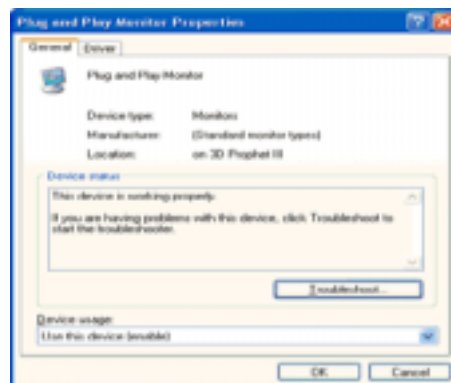 Plug and Play Monitor Properties
General Driver
Plug and Play Monitor
Device type: Monitors
Manufacturer: (Standard monitor types)
Location: on 3D Prophet III
Device status
This device is working properly.
If you are having problems with this device, click Troubleshoot to
start the troubleshooter.
Troubleshoot...
Device usage:
Use this device (enable)
OK Cancel